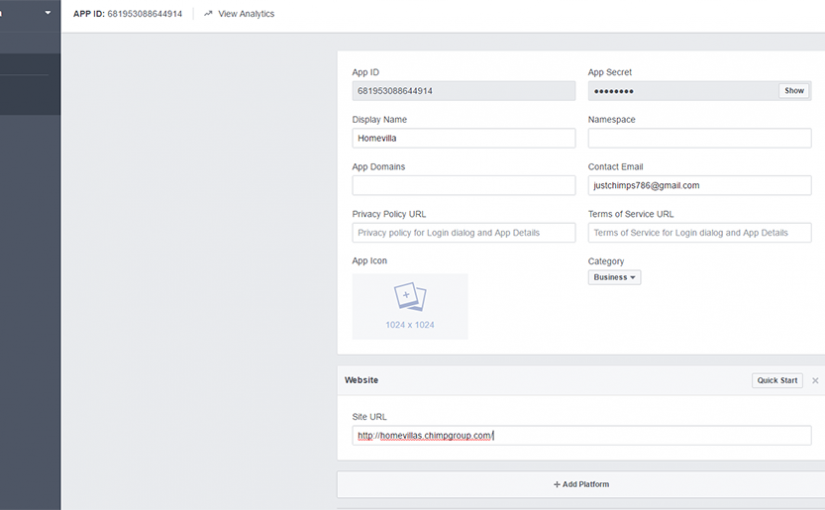 APP ID: 681953088644914 View Analytics
App ID App Secret
681953088644914 •••••••• Show
Display Name Namespace
Homevilla
App Domains Contact Email
justchimps786@gmail.com
Privacy Policy URL Terms of Service URL
Privacy policy for Login dialog and App Details Terms of Service for Login dialog and App Details
App Icon Category
Business
1024 x 1024
Website Quick Start
Site URL
http://homevillas.chimpgroup.com/
+ Add Platform